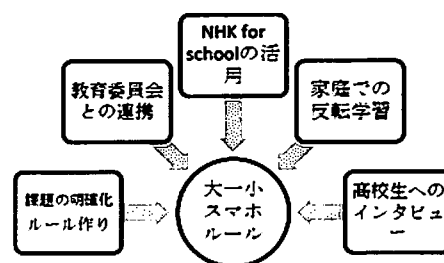 NHK for
schoolの活
用
教育委員会
との連携
家庭での
反転学習
課題の明確化
ルール作り
大一小
スマホ
ルール
高校生への
インタビュ
ー